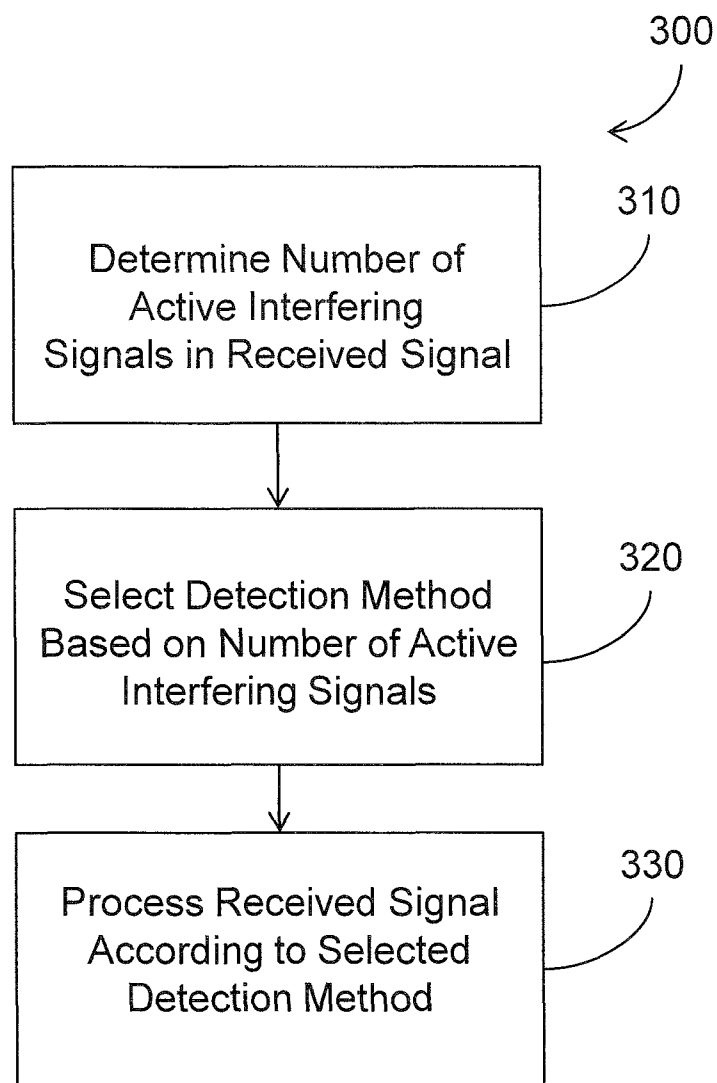 300
310
Determine Number of
Active Interfering
Signals in Received Signal
320
Select Detection Method
Based on Number of Active
Interfering Signals
330
Process Received Signal
According to Selected
Detection Method